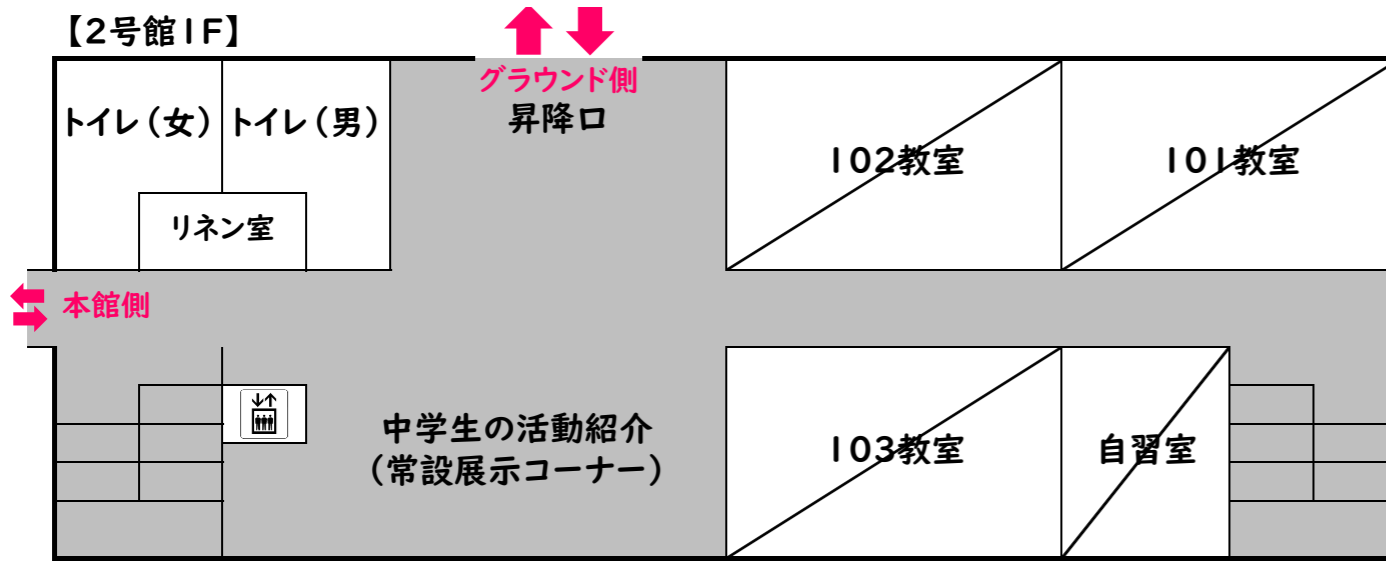 【2号館1F】
グラウンド側
昇降口
トイレ(女)
トイレ(男)
リネン室
102教室
101教室
本館側
中学生の活動紹介
(常設展示コーナー)
103教室
自習室